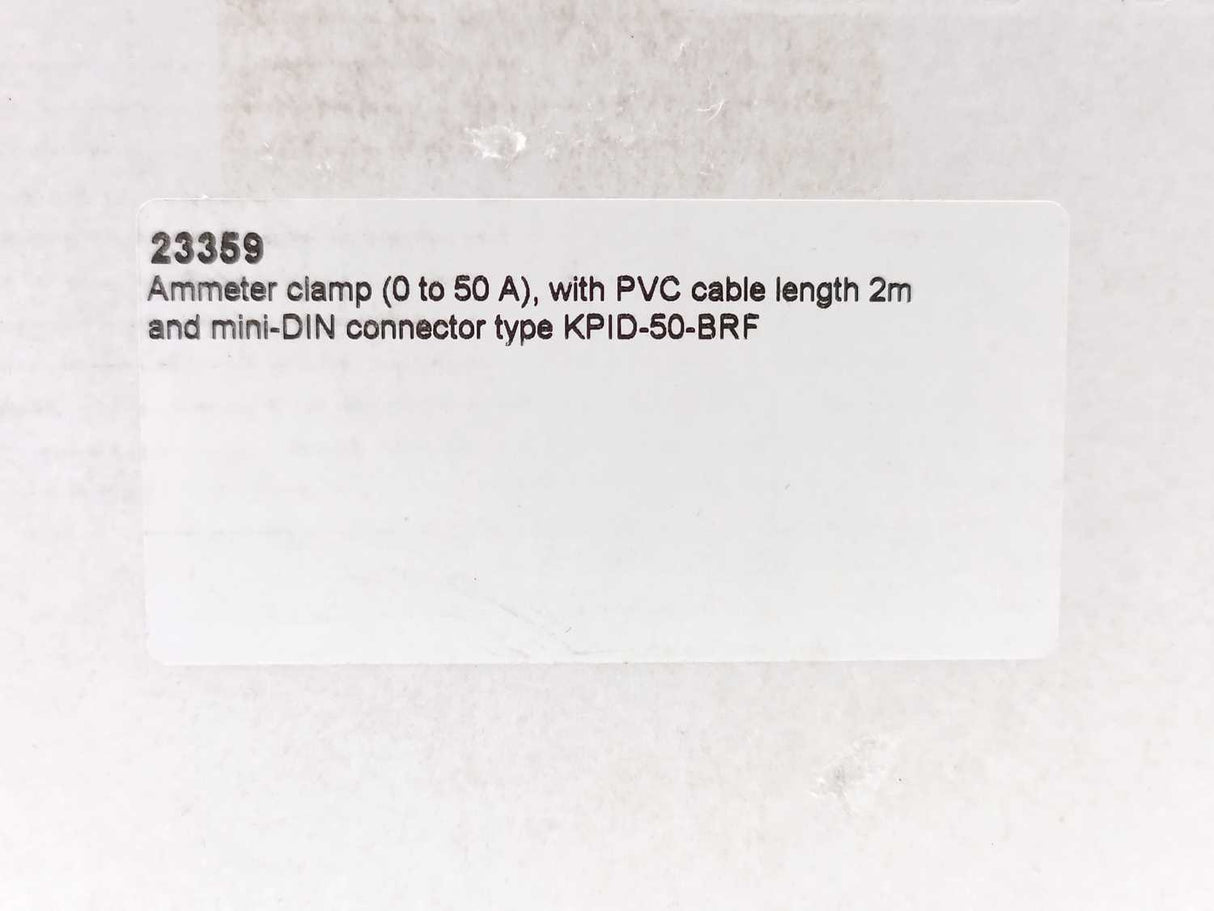 23359
Ammeter clamp (0 to 50 A), with PVC cable length 2m
and mini-DIN connector type KPID-50-BRF